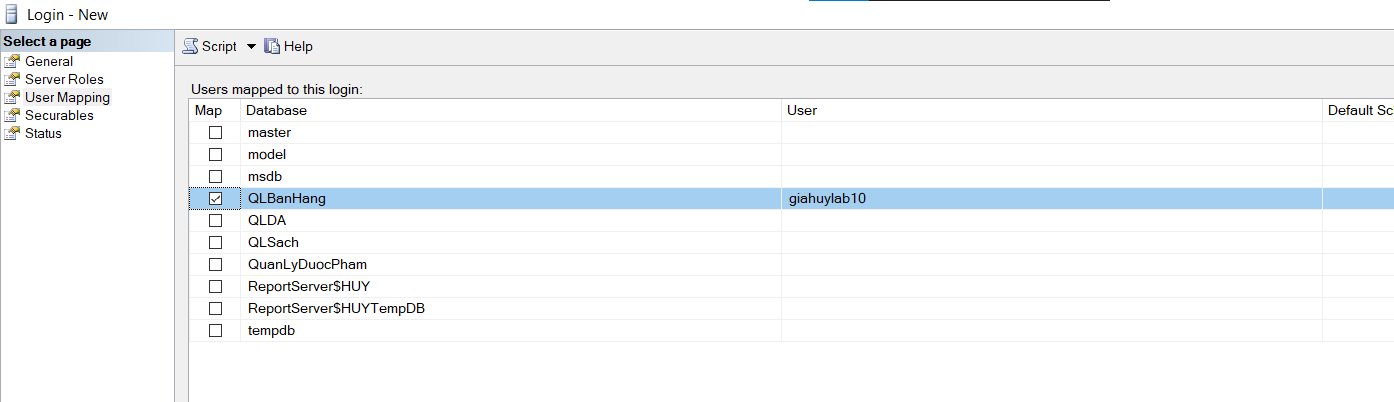 Login - New
Select a page
General
Server Roles
User Mapping
Securables
Status
Script Help
Users mapped to this login:
Map Database User Default Sc
master
model
msdb
QLBanHang giahuylab10
QLDA
QLSach
QuanLyDuocPham
ReportServer$HUY
ReportServer$HUYTempDB
tempdb